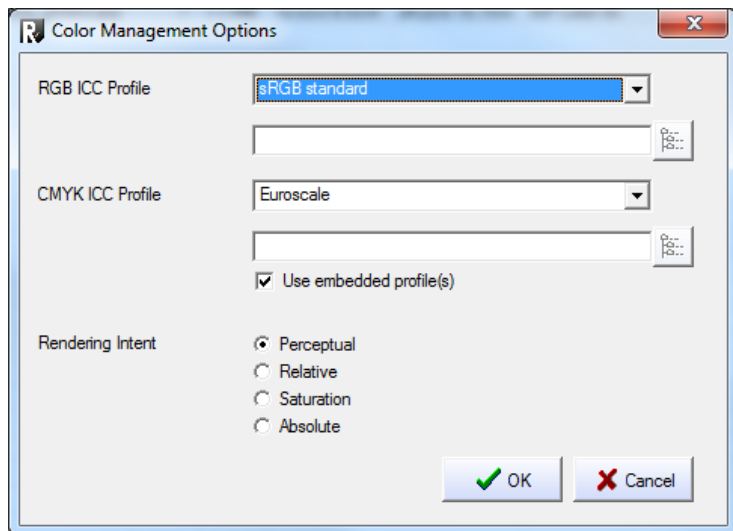 Color Management Options
RGB ICC Profile sRGB standard
CMYK ICC Profile Euroscale
Use embedded profile(s)
Rendering Intent Perceptual
Relative
Saturation
Absolute
OK Cancel